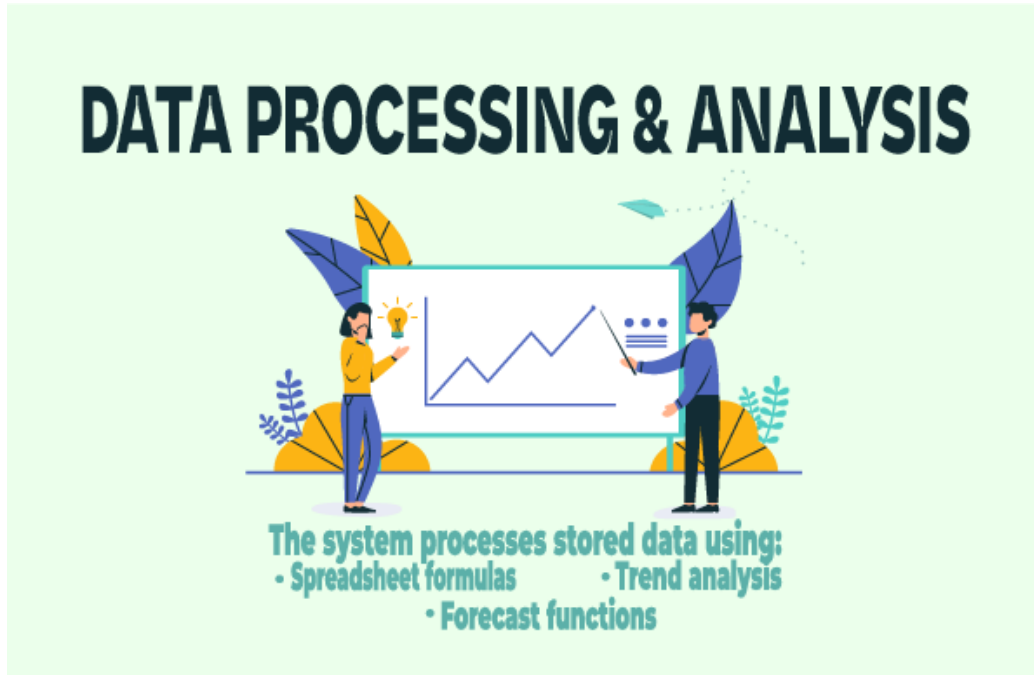 DATA PROCESSING & ANALYSIS
The system processes stored data using:
• Spreadsheet formulas
• Trend analysis
• Forecast functions